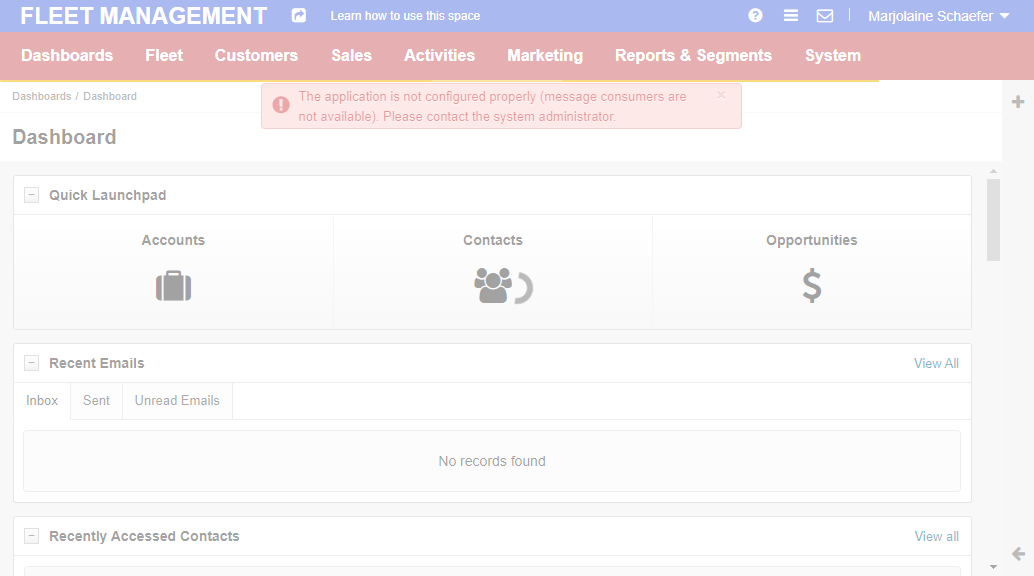 FLEET MANAGEMENT
Learn how to use this space
Marjolaine Schaefer
Dashboards
Fleet
Customers
Sales
Activities
Marketing
Reports & Segments
System
Dashboards / Dashboard
The application is not configured properly (message consumers are
not available). Please contact the system administrator.
Dashboard
Quick Launchpad
Accounts
Contacts
Opportunities
Recent Emails
View All
Inbox
Sent
Unread Emails
No records found
Recently Accessed Contacts
View all